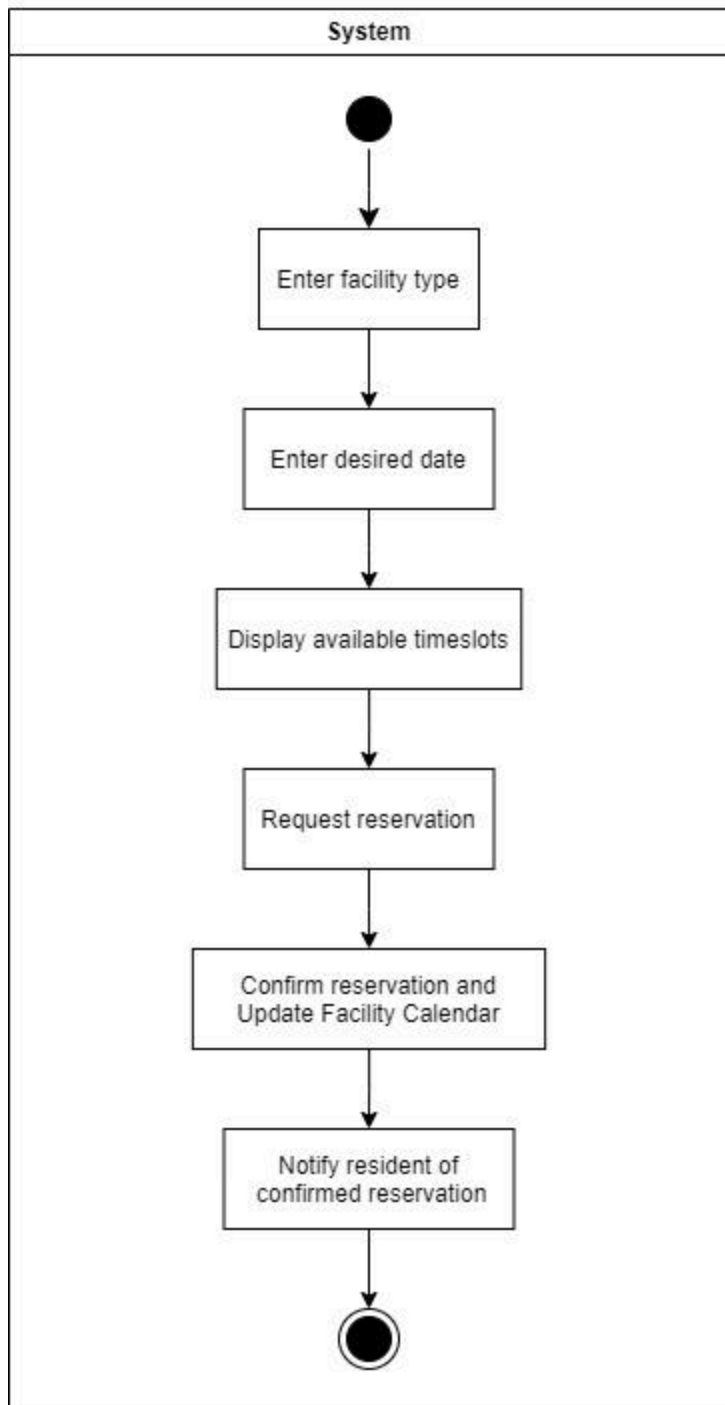 System
Enter facility type
Enter desired date
Display available timeslots
Request reservation
Confirm reservation and
Update Facility Calendar
Notify resident of
confirmed reservation